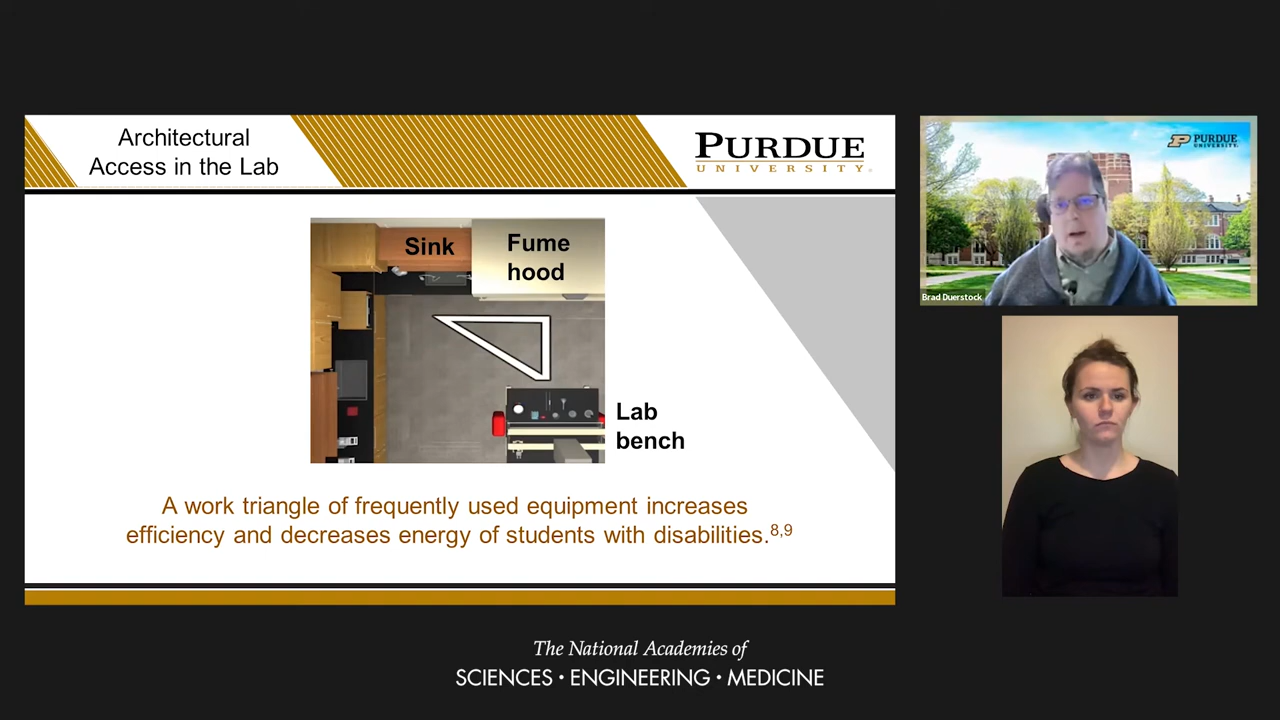 Architectural
Access in the Lab
PURDUE
UNIVERSITY
Sink
Fume
hood
Lab
bench
A work triangle of frequently used equipment increases
efficiency and decreases energy of students with disabilities.8,9
PURDUE
UNIVERSITY
Brad Duerstock
The National Academies of
SCIENCES • ENGINEERING • MEDICINE